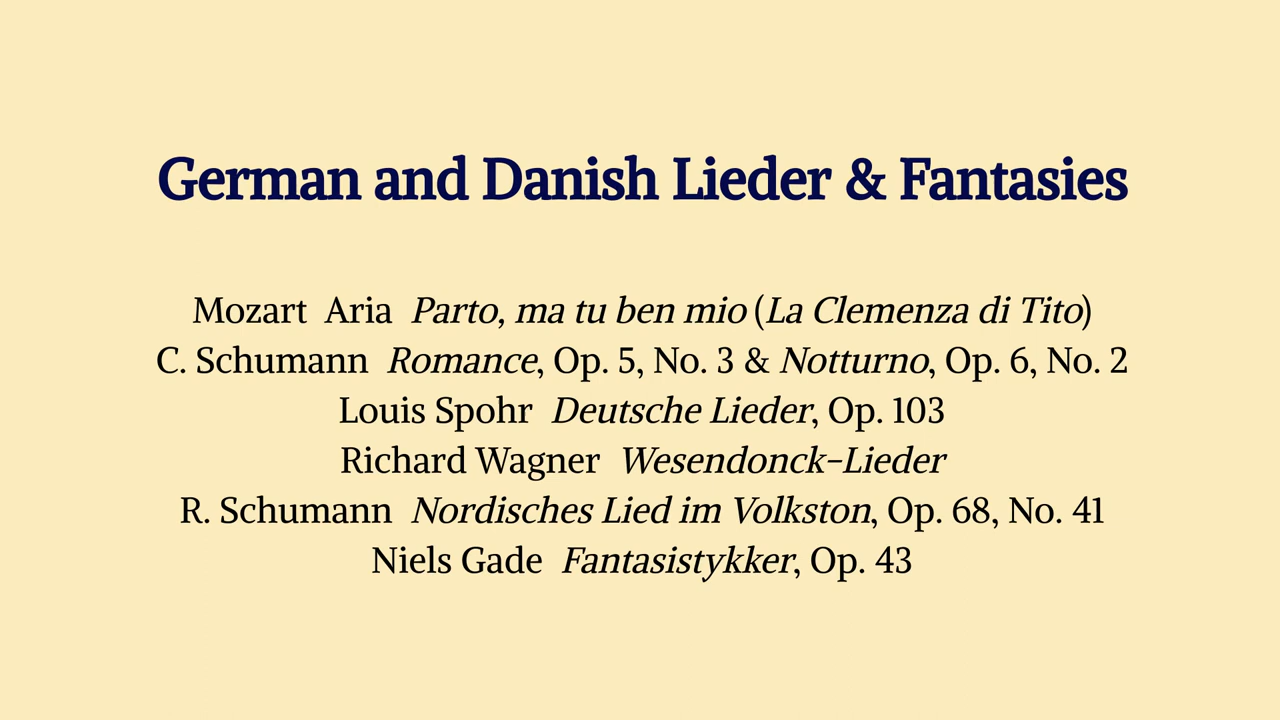 German and Danish Lieder & Fantasies
Mozart Aria Parto, ma tu ben mio (La Clemenza di Tito)
C. Schumann Romance, Op. 5, No. 3 & Notturno, Op. 6, No. 2
Louis Spohr Deutsche Lieder, Op. 103
Richard Wagner Wesendonck-Lieder
R. Schumann Nordisches Lied im Volkston, Op. 68, No. 41
Niels Gade Fantasistykker, Op. 43